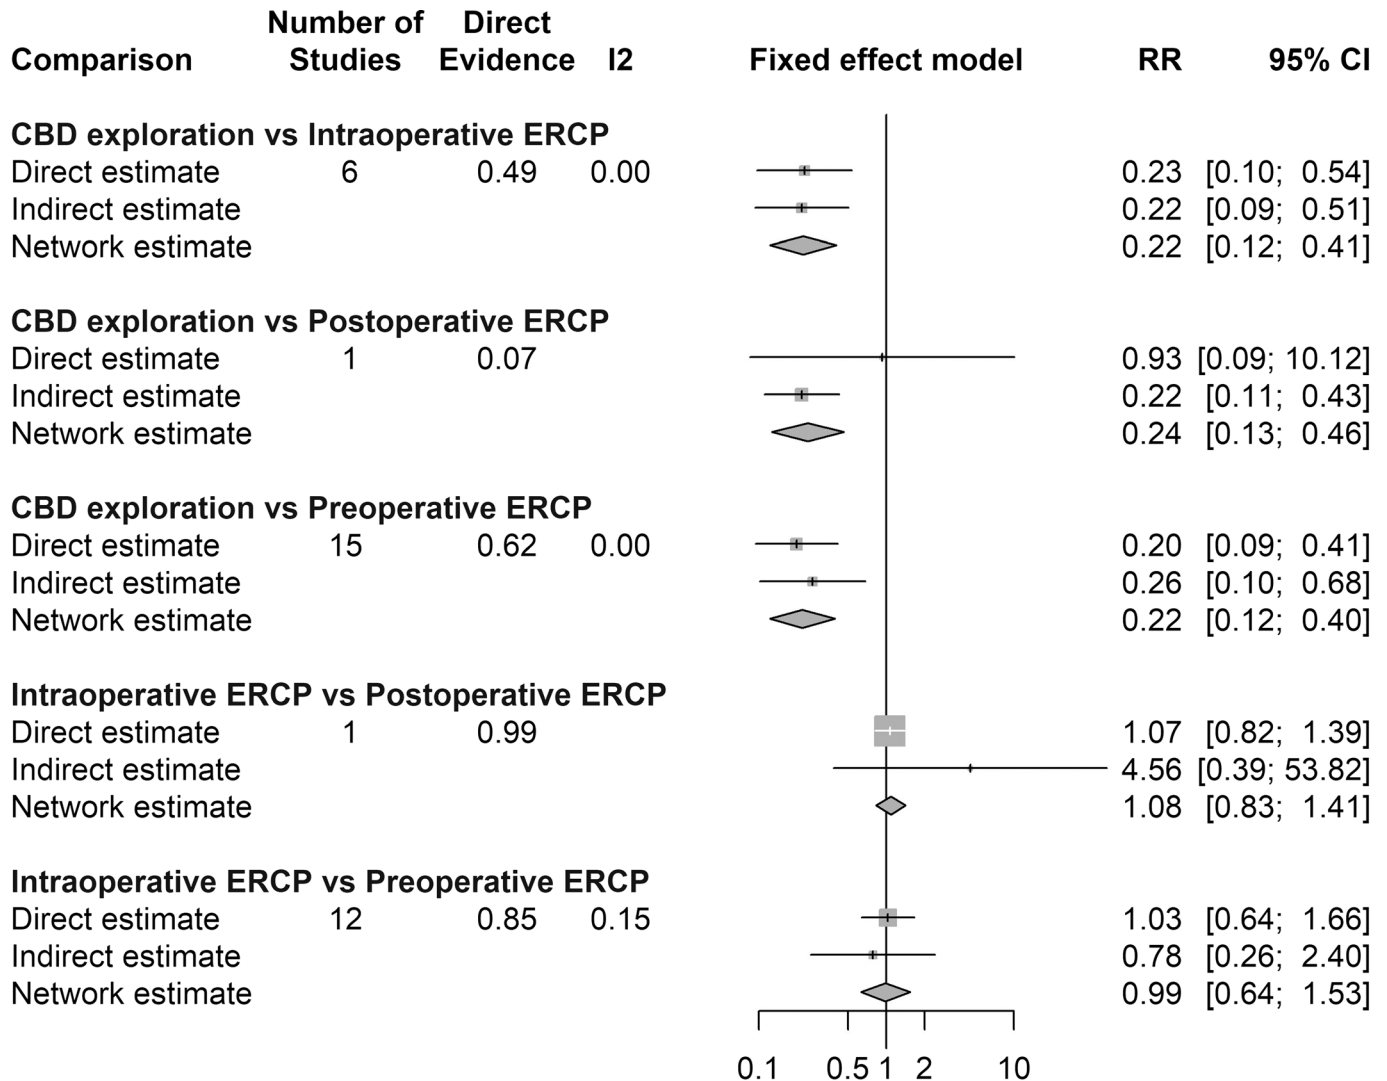 Number of Direct
Comparison Studies Evidence I2 Fixed effect model RR 95% CI
CBD exploration vs Intraoperative ERCP
Direct estimate 6 0.49 0.00 0.23 [0.10; 0.54]
Indirect estimate 0.22 [0.09; 0.51]
Network estimate 0.22 [0.12; 0.41]
CBD exploration vs Postoperative ERCP
Direct estimate 1 0.07 0.93 [0.09; 10.12]
Indirect estimate 0.22 [0.11; 0.43]
Network estimate 0.24 [0.13; 0.46]
CBD exploration vs Preoperative ERCP
Direct estimate 15 0.62 0.00 0.20 [0.09; 0.41]
Indirect estimate 0.26 [0.10; 0.68]
Network estimate 0.22 [0.12; 0.40]
Intraoperative ERCP vs Postoperative ERCP
Direct estimate 1 0.99 1.07 [0.82; 1.39]
Indirect estimate 4.56 [0.39; 53.82]
Network estimate 1.08 [0.83; 1.41]
Intraoperative ERCP vs Preoperative ERCP
Direct estimate 12 0.85 0.15 1.03 [0.64; 1.66]
Indirect estimate 0.78 [0.26; 2.40]
Network estimate 0.99 [0.64; 1.53]
0.1 0.5 1 2 10